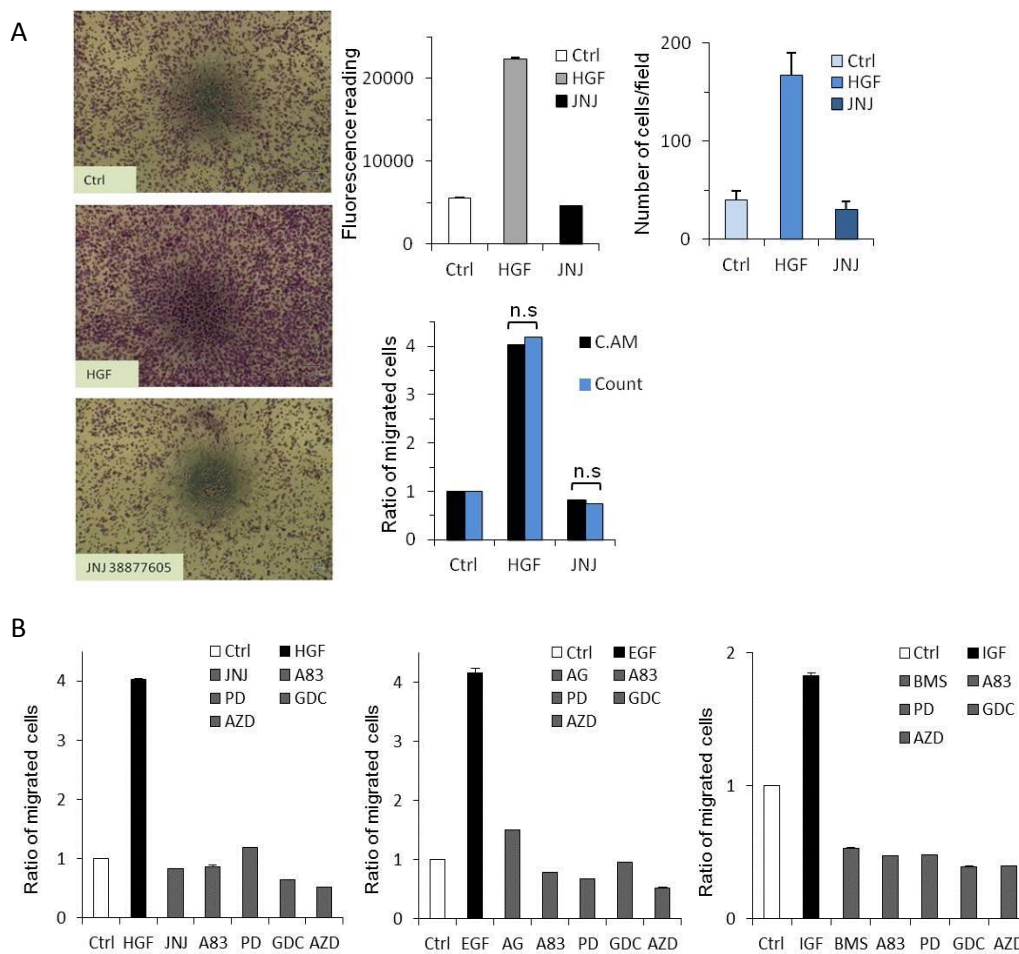 A
Ctrl
HGF
JNJ 38877605
Fluorescence reading
20000
10000
0
Ctrl
HGF
JNJ
Ctrl HGF JNJ
Number of cells/field
200
100
0
Ctrl
HGF
JNJ
Ctrl HGF JNJ
Ratio of migrated cells
4
3
2
1
0
n.s
n.s
C.AM
Count
Ctrl HGF JNJ
B
Ratio of migrated cells
4
2
1
0
Ctrl HGF
JNJ A83
PD GDC
AZD
Ctrl HGF JNJ A83 PD GDC AZD
Ratio of migrated cells
4
2
1
0
Ctrl EGF
AG A83
PD GDC
AZD
Ctrl EGF AG A83 PD GDC AZD
Ratio of migrated cells
2
1
0
Ctrl IGF
BMS A83
PD GDC
AZD
Ctrl IGF BMS A83 PD GDC AZD